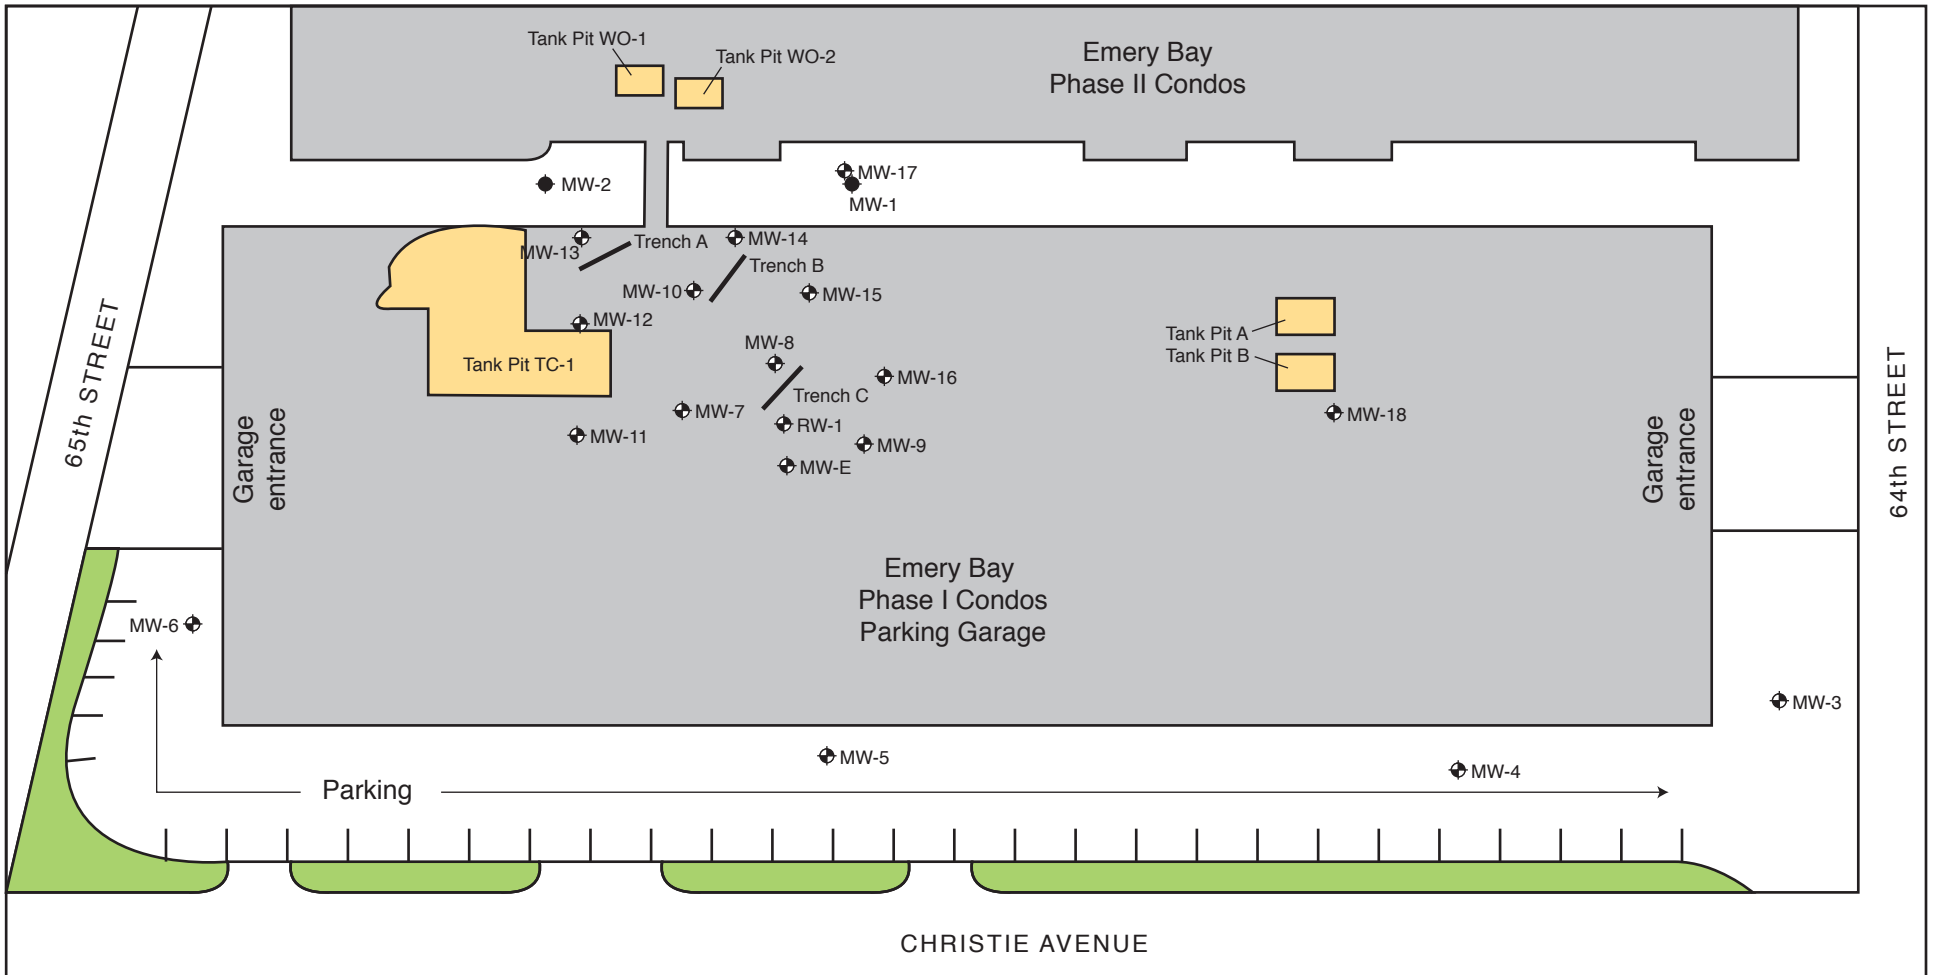 Tank Pit WO-1
Tank Pit WO-2
Emery Bay
Phase II Condos
MW-2
MW-17
MW-1
MW-13
Trench A
MW-14
Trench B
MW-10
MW-15
MW-12
Tank Pit TC-1
MW-8
MW-16
Trench C
MW-7
RW-1
MW-11
MW-9
MW-E
Tank Pit A
Tank Pit B
MW-18
65th STREET
Garage
entrance
Garage
entrance
64th STREET
Emery Bay
Phase I Condos
Parking Garage
MW-6
MW-3
MW-5
MW-4
Parking
CHRISTIE AVENUE